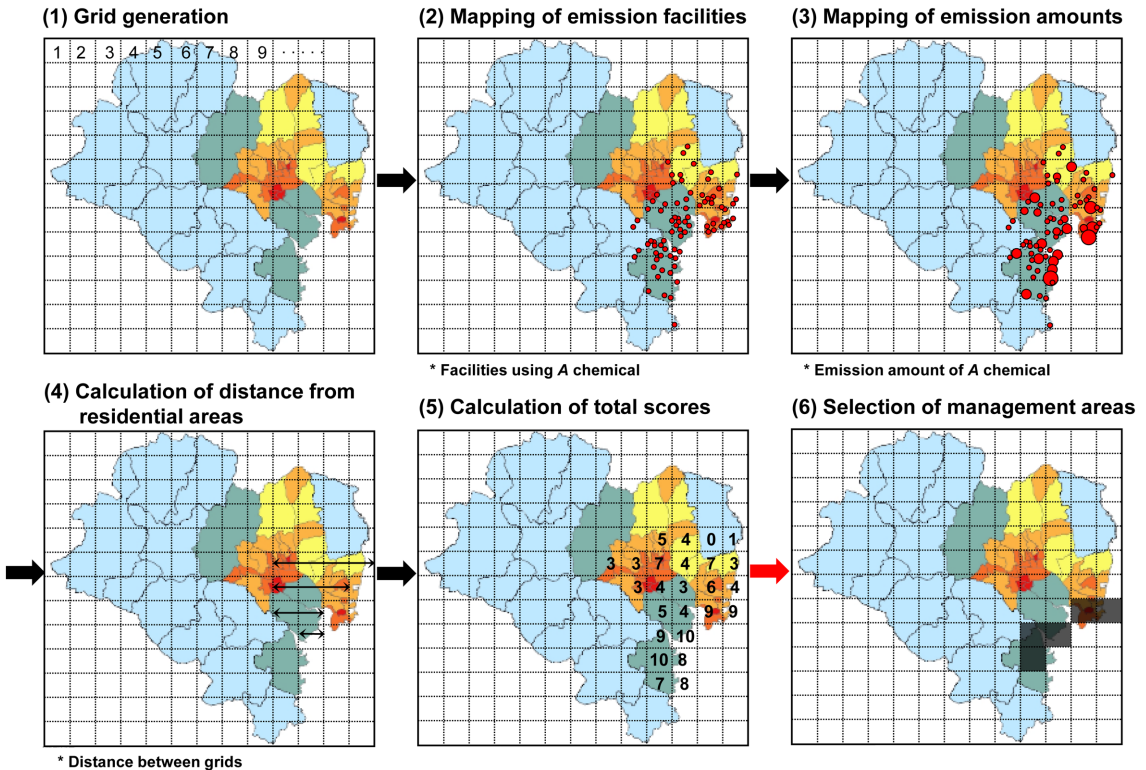 (1) Grid generation
(2) Mapping of emission facilities
(3) Mapping of emission amounts
1 2 3 4 5 6 7 8 9 ·····
* Facilities using A chemical
* Emission amount of A chemical
(4) Calculation of distance from
residential areas
(5) Calculation of total scores
(6) Selection of management areas
5 4 0 1
3 3 7 4 7 3
3 4 3 6 4
5 4 9 9
9 10
10 8
7 8
* Distance between grids